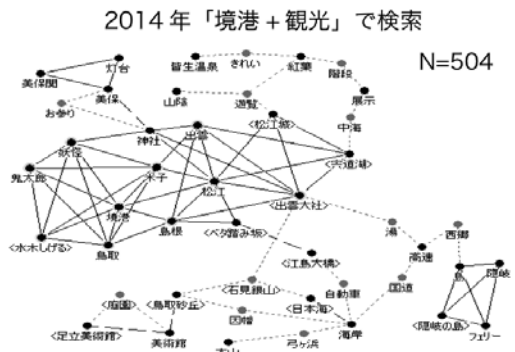 2014年「境港＋観光」で検索
N=504
灯台
美保関
美保
お参り
皆生温泉
きれい
紅葉
階段
展示
山陰
遊覧
<松江城>
中海
神社
出雲
<宍道湖>
妖怪
鬼太郎
米子
松江
<出雲大社>
境港
島根
<ベタ踏み坂>
<水木しげる>
鳥取
<江島大橋>
湯
西郷
高速
島
隠岐
<石見銀山>
自動車
国道
<庭園>
<鳥取砂丘>
<日本海>
因幡
海岸
<隠岐の島>
フェリー
<足立美術館>
美術館
弓ヶ浜
大山